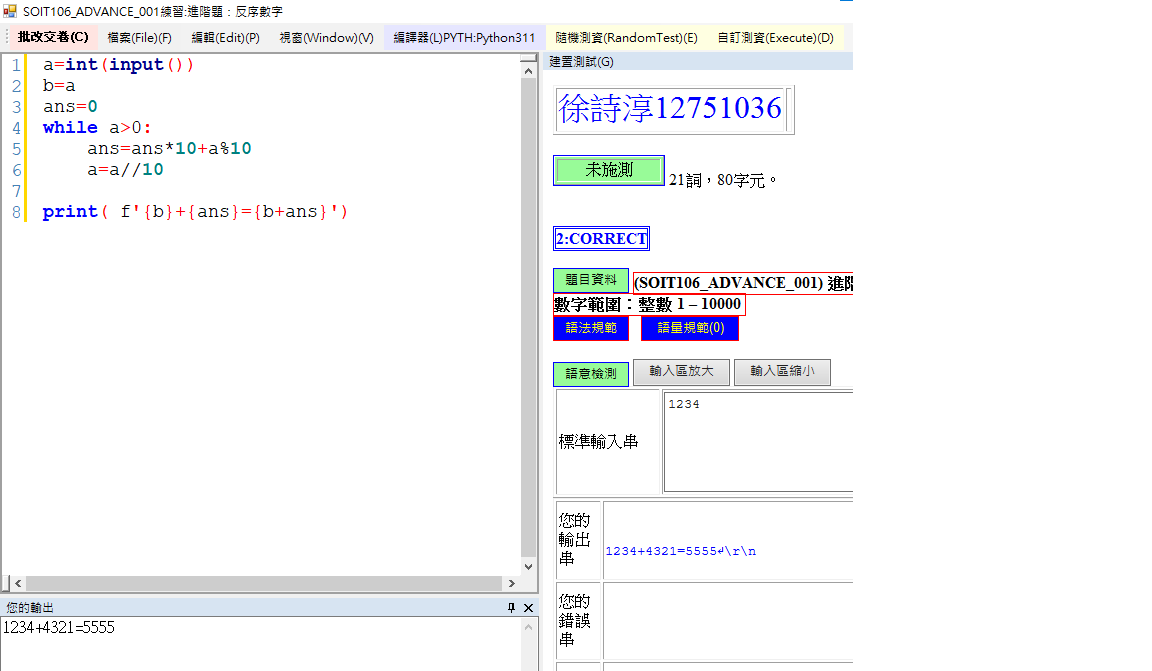 SOIT106_ADVANCE_001練習:進階題：反序數字
批改交卷(C) 檔案(File)(F) 編輯(Edit)(P) 視窗(Window)(V) 編譯器(L)PYTH:Python311 隨機測資(RandomTest)(E) 自訂測資(Execute)(D)
1 a=int(input())
2 b=a
3 ans=0
4 while a>0:
5 ans=ans*10+a%10
6 a=a//10
7
8 print( f'{b}+{ans}={b+ans}')
您的輸出
1234+4321=5555
建置測試(G)
徐詩淳12751036
未施測 21詞，80字元。
2:CORRECT
題目資料 (SOIT106_ADVANCE_001) 進階
數字範圍：整數 1 – 10000
語法規範 語量規範(0)
語意檢測 輸入區放大 輸入區縮小
標準輸入串 1234
您的
輸出
串
1234+4321=5555↵\r\n
您的
錯誤
串